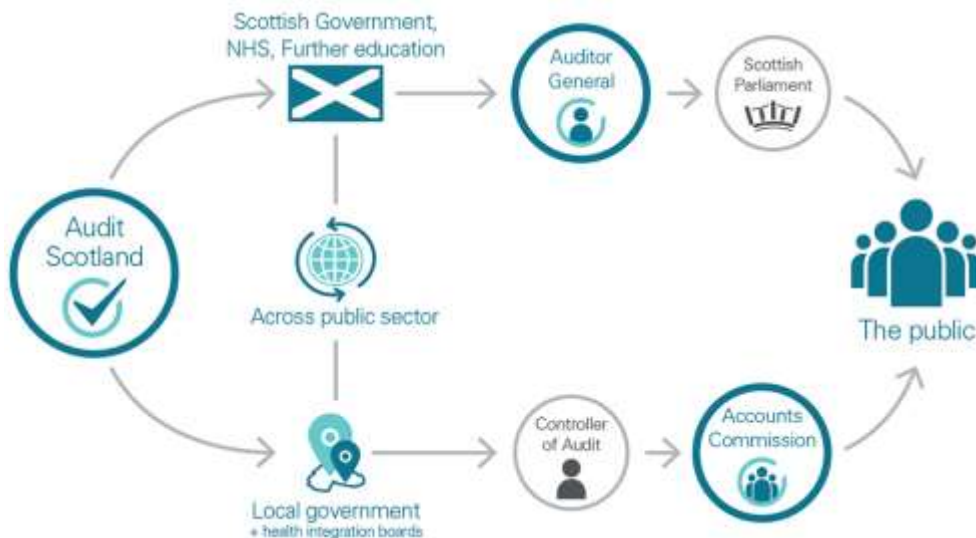 Scottish Government,
NHS, Further education
Auditor
General
Scottish
Parliament
Audit
Scotland
Across public sector
The public
Controller
of Audit
Accounts
Commission
Local government
+ health integration boards